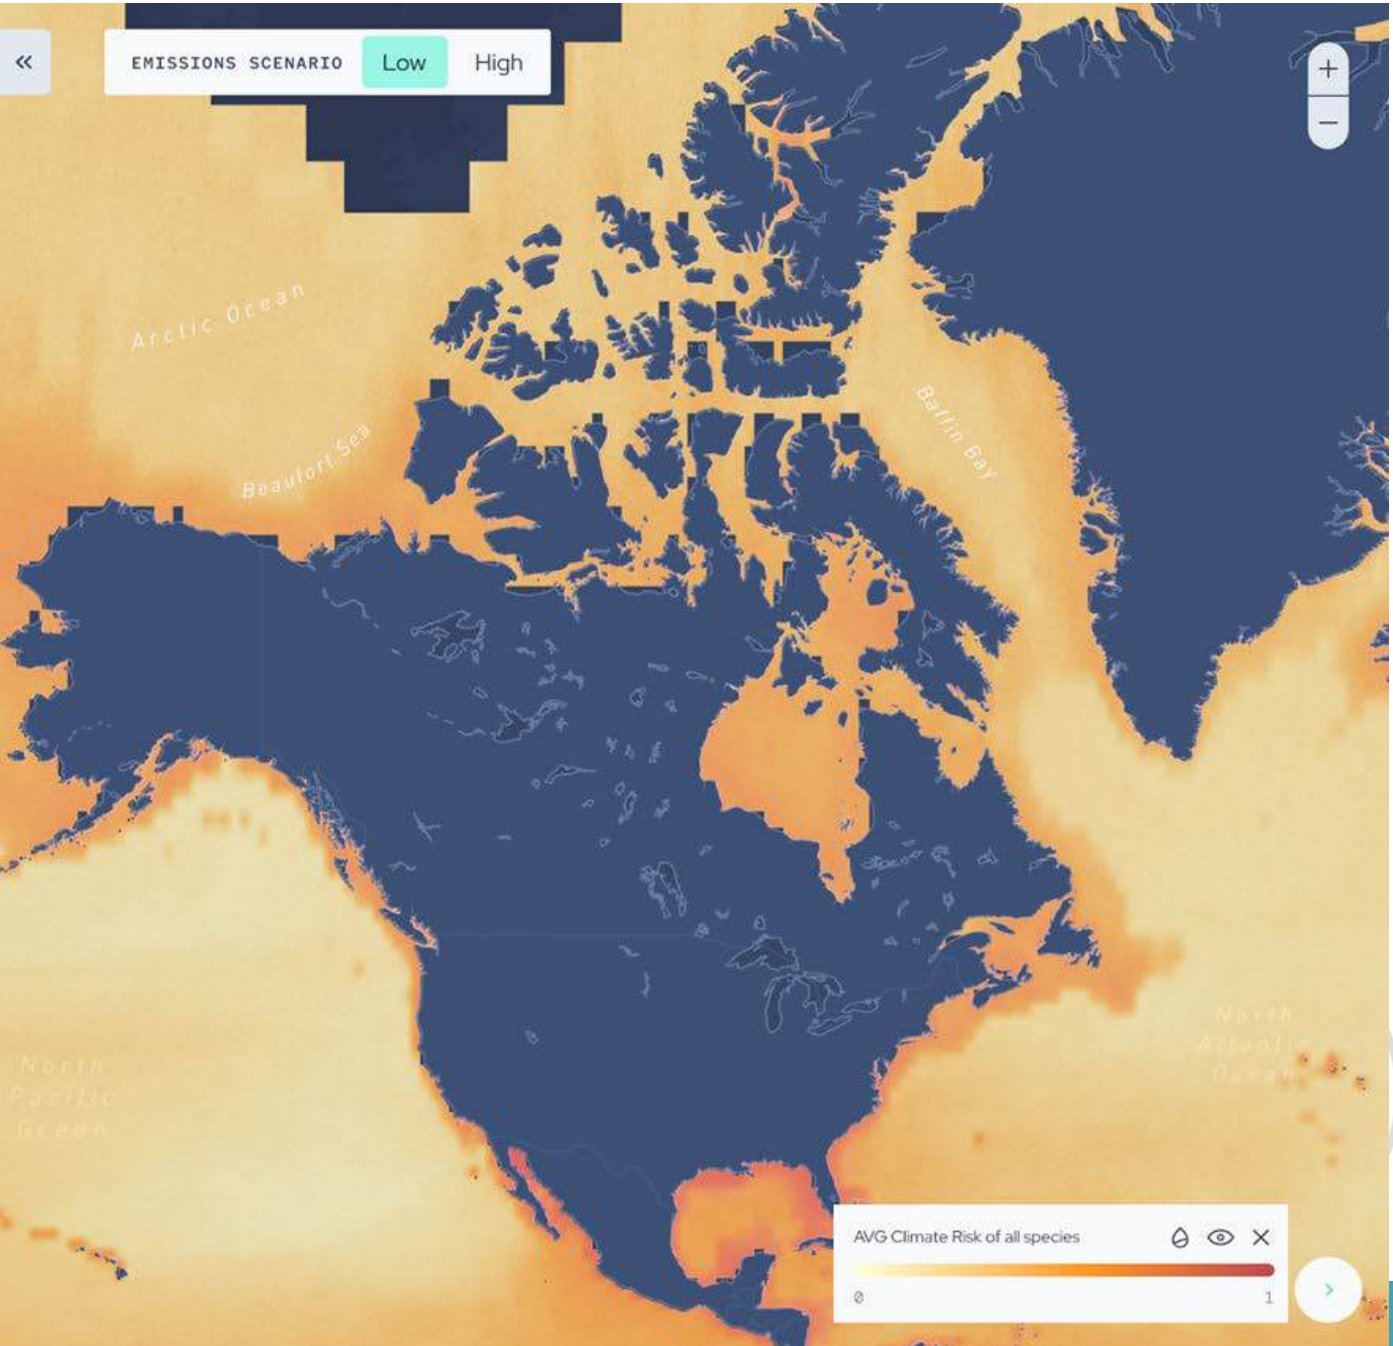 «
EMISSIONS SCENARIO Low High
+
−
Arctic Ocean
Beaufort Sea
Baffin Bay
North
Atlantic
Ocean
North
Pacific
Ocean
AVG Climate Risk of all species
0 1